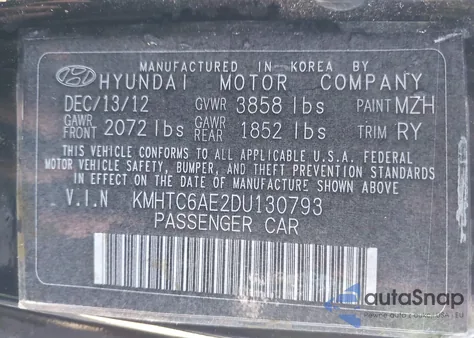 MANUFACTURED IN KOREA BY
HYUNDAI MOTOR COMPANY
DEC/13/12 GVWR 3858 lbs PAINT MZH
GAWR FRONT 2072 lbs GAWR REAR 1852 lbs TRIM RY
THIS VEHICLE CONFORMS TO ALL APPLICABLE U.S.A. FEDERAL
MOTOR VEHICLE SAFETY, BUMPER, AND THEFT PREVENTION STANDARDS
IN EFFECT ON THE DATE OF MANUFACTURE SHOWN ABOVE
V.I.N KMHTC6AE2DU130793
PASSENGER CAR
autoSnap